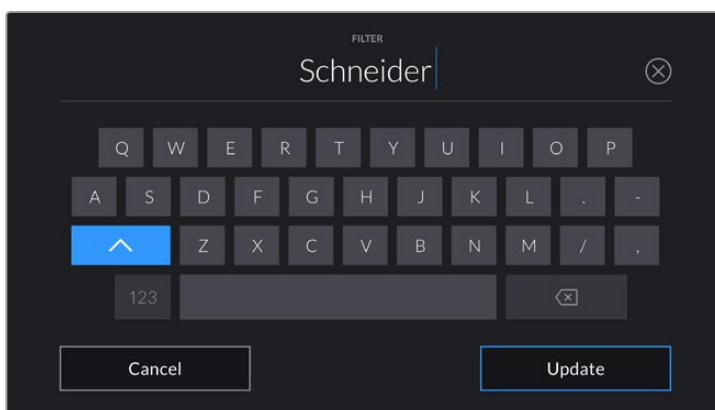 FILTER
Schneider
Q W E R T Y U I O P
A S D F G H J K L . -
Z X C V B N M / ,
123
Cancel Update